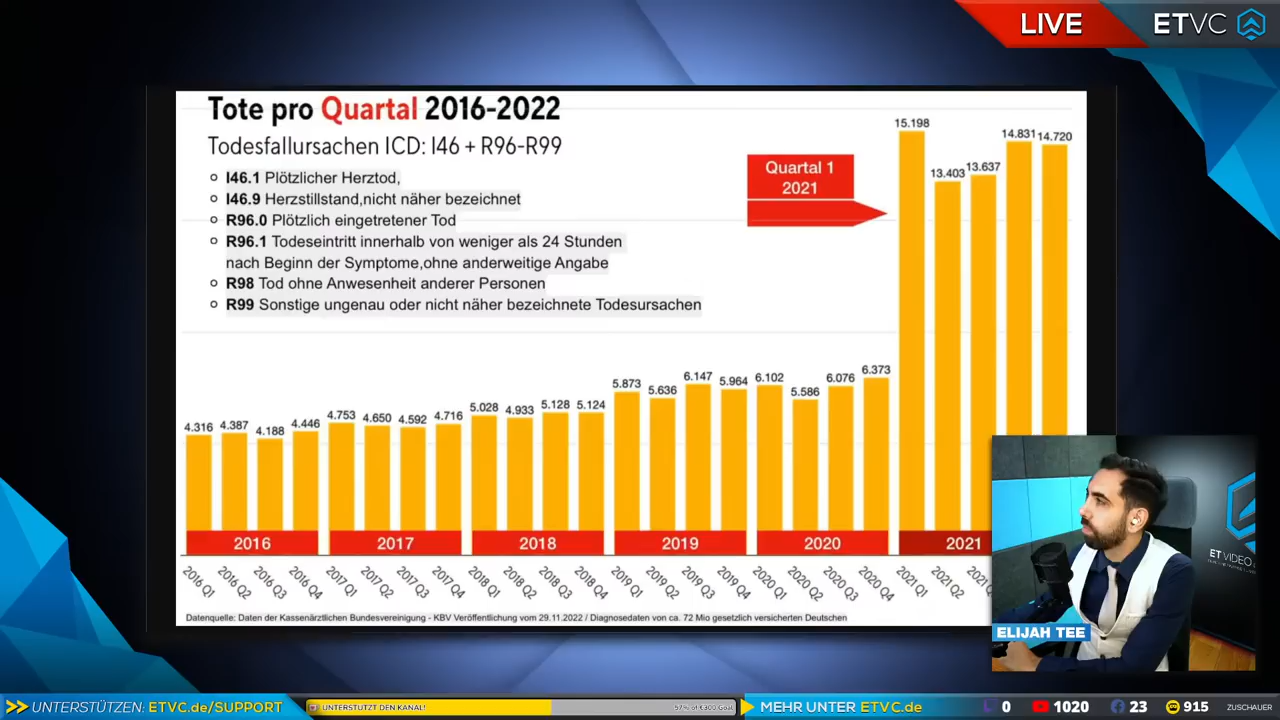 LIVE
ETVC
Tote pro Quartal 2016-2022
Todesfallursachen ICD: I46 + R96-R99
I46.1 Plötzlicher Herztod,
I46.9 Herzstillstand,nicht näher bezeichnet
R96.0 Plötzlich eingetretener Tod
R96.1 Todeseintritt innerhalb von weniger als 24 Stunden
nach Beginn der Symptome,ohne anderweitige Angabe
R98 Tod ohne Anwesenheit anderer Personen
R99 Sonstige ungenau oder nicht näher bezeichnete Todesursachen
Quartal 1
2021
4.316 4.387 4.188 4.446 4.753 4.650 4.592 4.716 5.028 4.933 5.128 5.124 5.873 5.636 6.147 5.964 6.102 5.586 6.076 6.373 15.198 13.403 13.637 14.831 14.720
2016 2017 2018 2019 2020 2021
2016 Q1 2016 Q2 2016 Q3 2016 Q4 2017 Q1 2017 Q2 2017 Q3 2017 Q4 2018 Q1 2018 Q2 2018 Q3 2018 Q4 2019 Q1 2019 Q2 2019 Q3 2019 Q4 2020 Q1 2020 Q2 2020 Q3 2020 Q4 2021 Q1 2021 Q2
Datenquelle: Daten der Kassenärztlichen Bundesvereinigung - KBV Veröffentlichung vom 29.11.2022 / Diagnosedaten von ca. 72 Mio gesetzlich versicherten Deutschen
ET VIDEO
ELIJAH TEE
UNTERSTÜTZEN: ETVC.de/SUPPORT
UNTERSTÜTZT DEN KANAL!
57% of €300 Goal
MEHR UNTER ETVC.de
0 1020 23 915 ZUSCHAUER